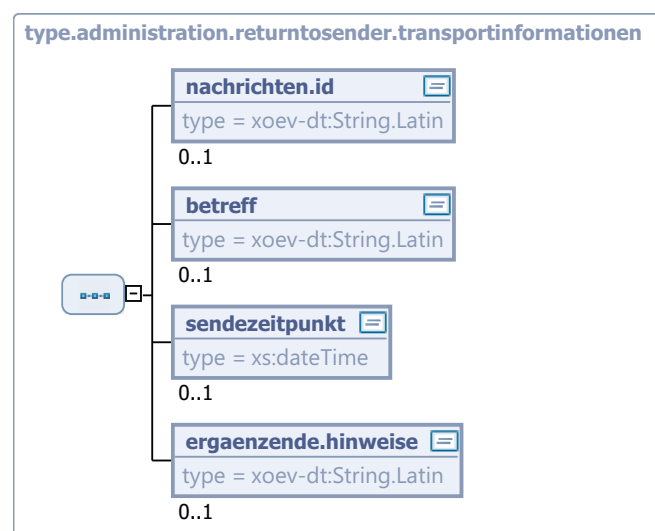 type.administration.returntosender.transportinformationen
nachrichten.id
type = xoev-dt:String.Latin
0..1
betreff
type = xoev-dt:String.Latin
0..1
sendezeitpunkt
type = xs:dateTime
0..1
ergaenzende.hinweise
type = xoev-dt:String.Latin
0..1